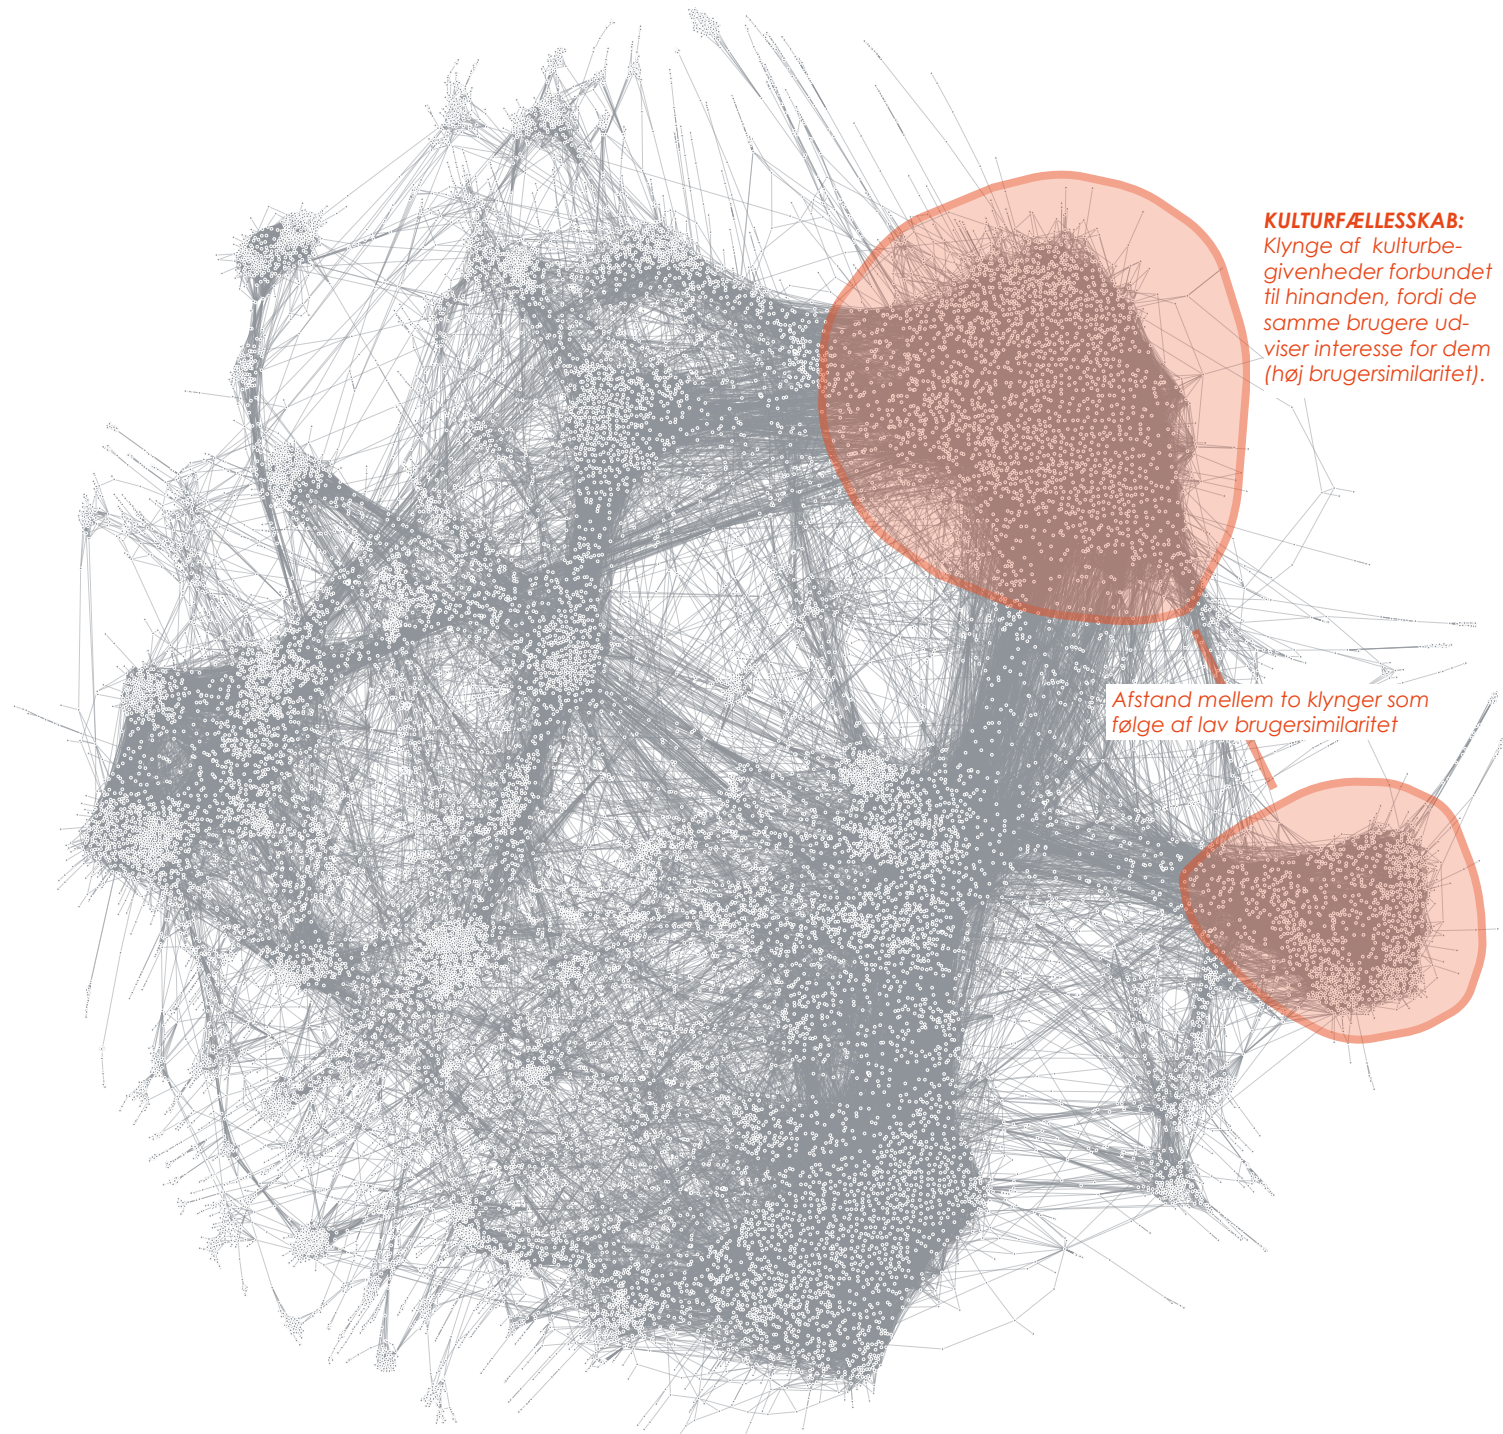 KULTURFÆLLESSKAB:
Klynge af kulturbe-
givenheder forbundet
til hinanden, fordi de
samme brugere ud-
viser interesse for dem
(høj brugersimilaritet).
Afstand mellem to klynger som
følge af lav brugersimilaritet